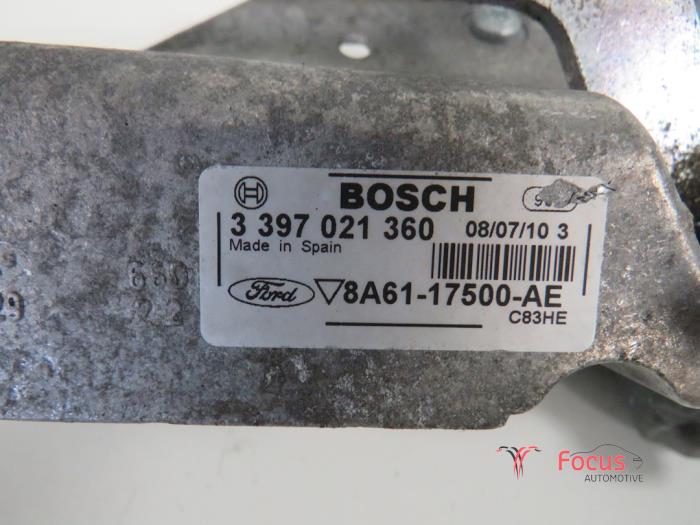 BOSCH
3 397 021 360 08/07/10 3
Made in Spain
Ford 8A61-17500-AE
C83HE
Focus
AUTOMOTIVE